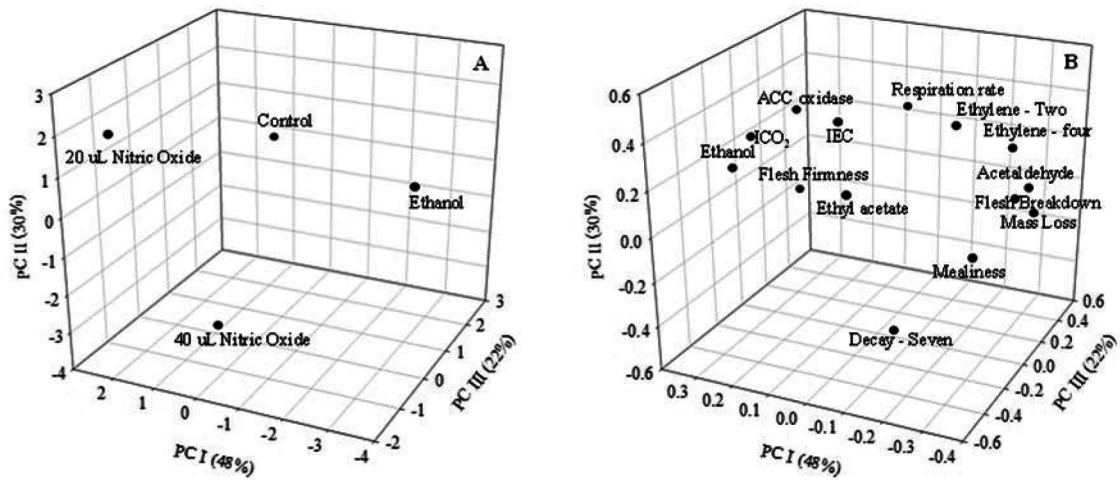 A
3
2
1
0
-1
-2
-3
-4
PC II (30%)
20 uL Nitric Oxide
Control
Ethanol
40 uL Nitric Oxide
2
1
0
-1
-2
-3
-4
PC I (48%)
3
2
1
0
-1
-2
PC III (22%)
B
0.6
0.4
0.2
0.0
-0.2
-0.4
-0.6
PC II (30%)
Respiration rate
ACC oxidase
Ethylene - Two
Ethylene - four
ICO₂
IEC
Ethanol
Flesh Firmness
Acetaldehyde
Ethyl acetate
Flesh Breakdown
Mass Loss
Mealiness
Decay - Seven
0.3
0.2
0.1
0.0
-0.1
-0.2
-0.3
-0.4
PC I (48%)
0.6
0.4
0.2
0.0
-0.2
-0.4
-0.6
PC III (22%)